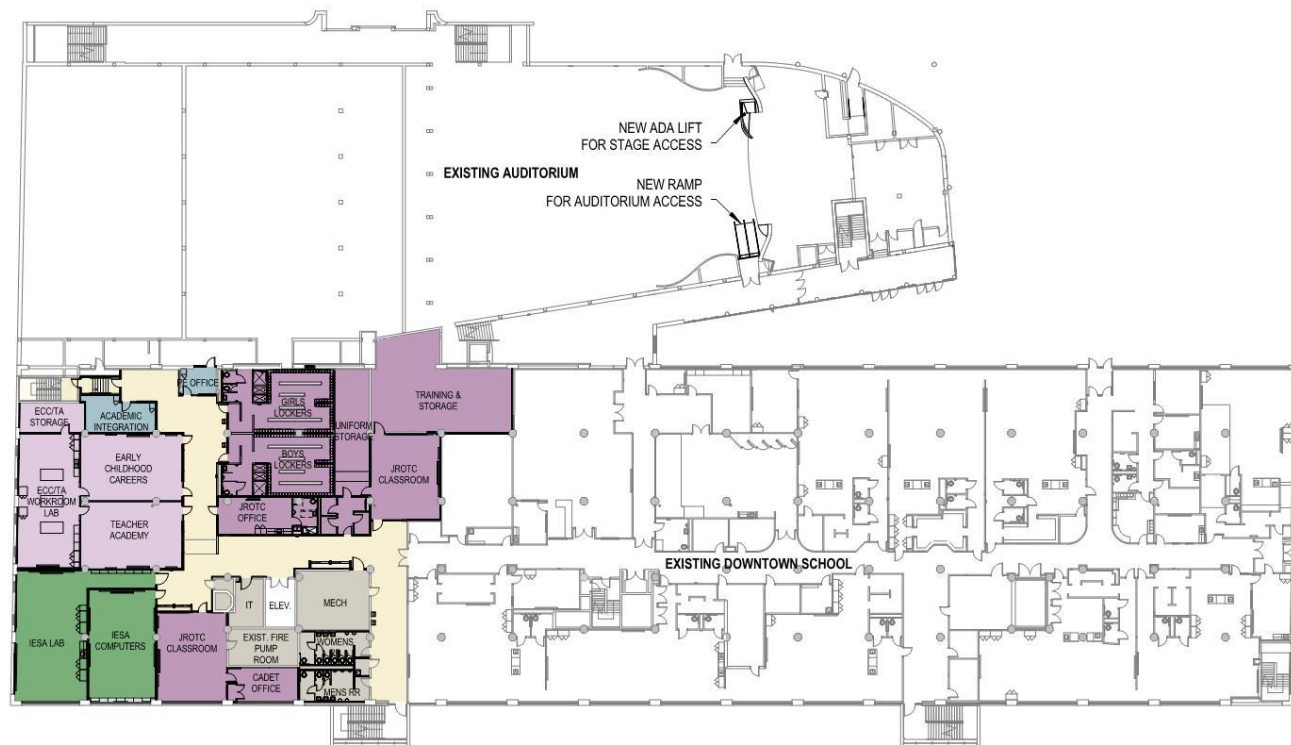 NEW ADA LIFT
FOR STAGE ACCESS
EXISTING AUDITORIUM
NEW RAMP
FOR AUDITORIUM ACCESS
PE OFFICE
ECC/TA
STORAGE
ACADEMIC
INTEGRATION
GIRLS
LOCKERS
UNIFORM
STORAGE
TRAINING &
STORAGE
EARLY
CHILDHOOD
CAREERS
BOYS
LOCKERS
JROTC
CLASSROOM
ECC/TA
WORKROOM
LAB
TEACHER
ACADEMY
JROTC
OFFICE
EXISTING DOWNTOWN SCHOOL
IT
ELEV.
MECH
IESA LAB
IESA
COMPUTERS
JROTC
CLASSROOM
EXIST. FIRE
PUMP
ROOM
WOMENS
CADET
OFFICE
MENS RR